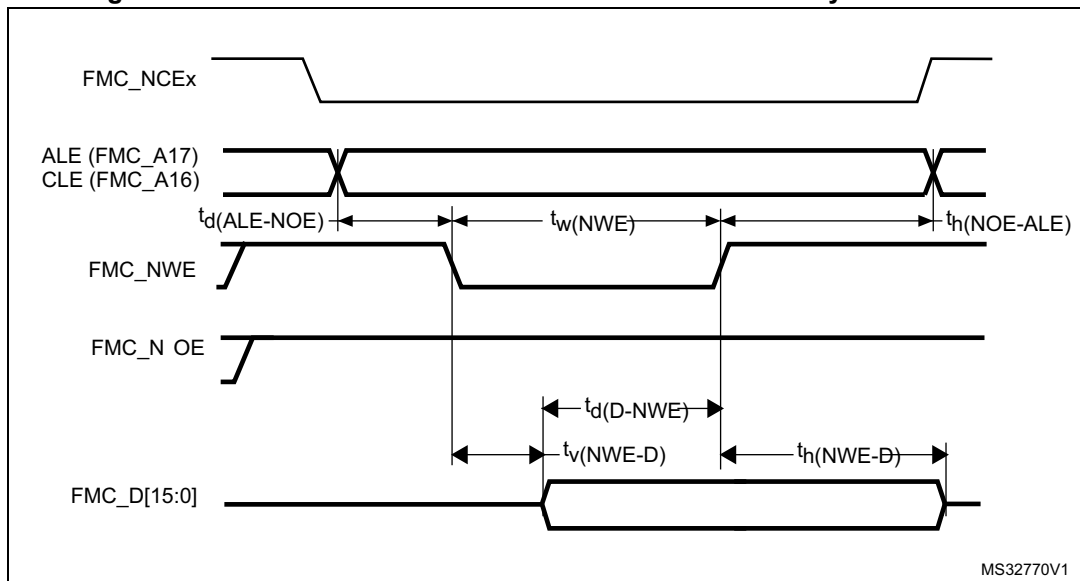 FMC_NCEx
ALE (FMC_A17)
CLE (FMC_A16)
td(ALE-NOE)
tw(NWE)
th(NOE-ALE)
FMC_NWE
FMC_N OE
td(D-NWE)
tv(NWE-D)
th(NWE-D)
FMC_D[15:0]
MS32770V1